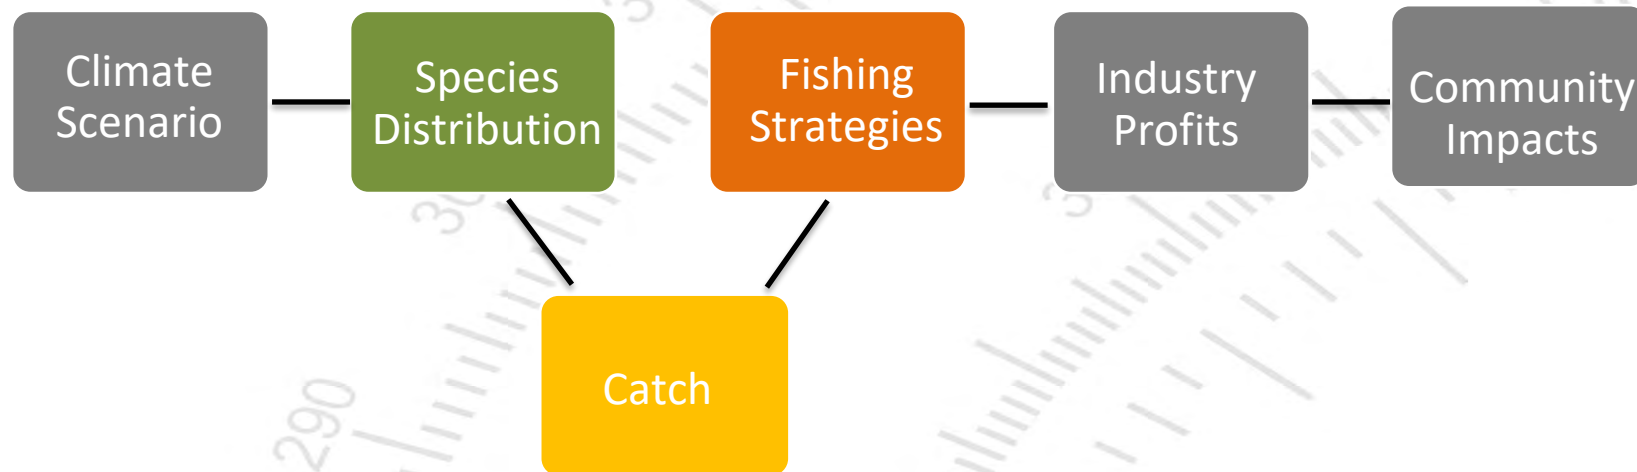 Climate
Scenario
Species
Distribution
Fishing
Strategies
Industry
Profits
Community
Impacts
Catch
290